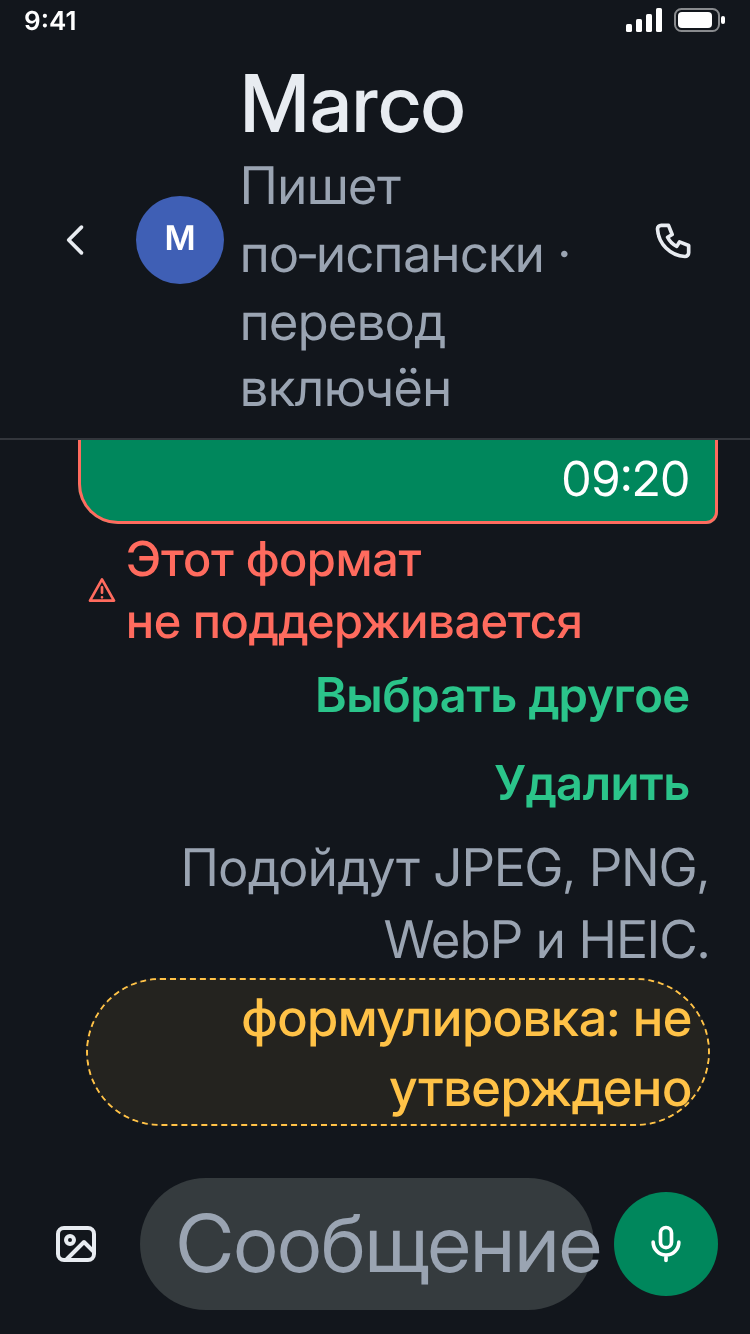 9:41
Marco
M
Пишет
по-испански ·
перевод
включён
09:20
Этот формат
не поддерживается
Выбрать другое
Удалить
Подойдут JPEG, PNG,
WebP и HEIC.
формулировка: не
утверждено
Сообщение